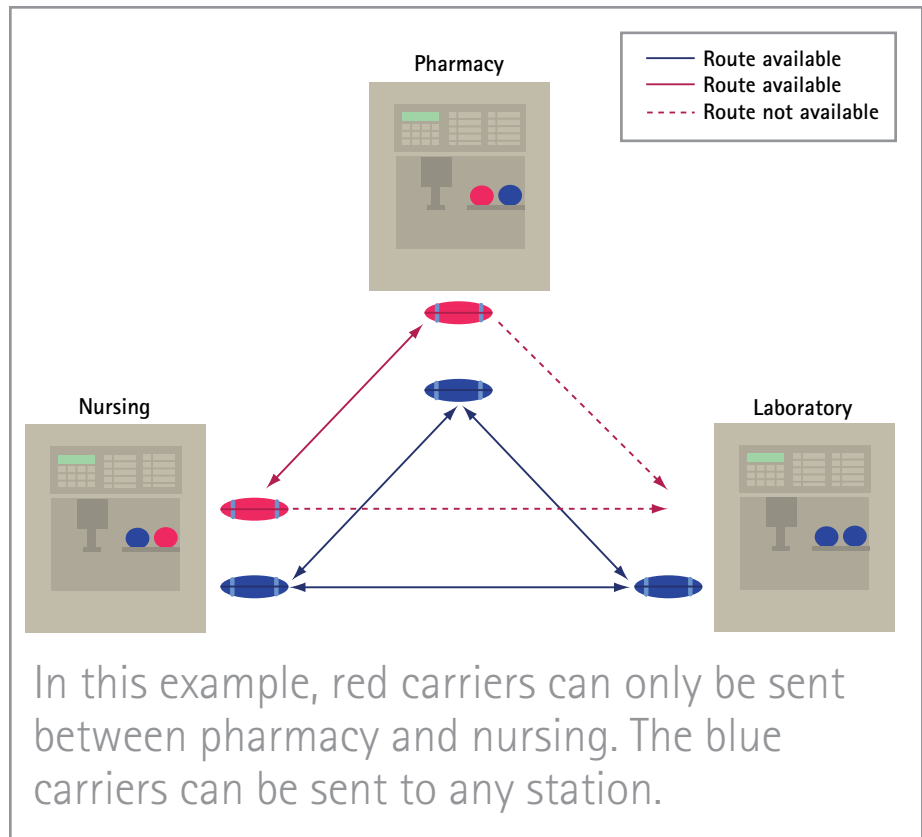 Pharmacy
Route available
Route available
Route not available
Nursing
Laboratory
In this example, red carriers can only be sent
between pharmacy and nursing. The blue
carriers can be sent to any station.